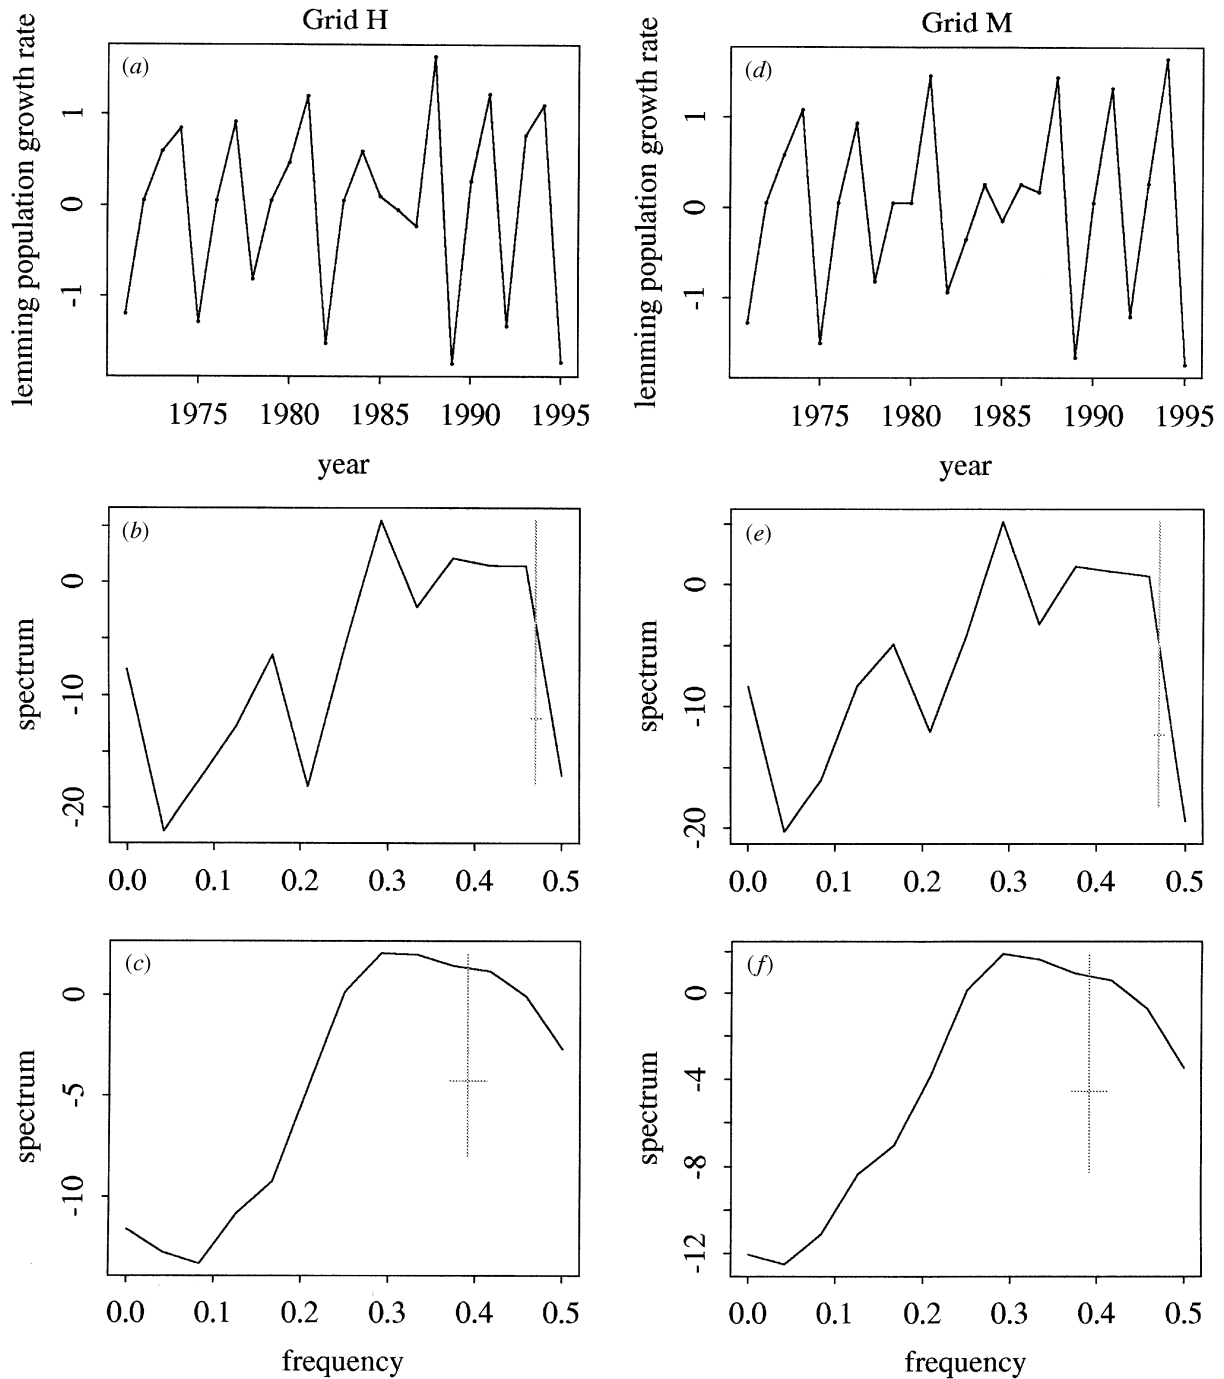 Grid H
Grid M
lemming population growth rate
(a)
1
0
-1
1975 1980 1985 1990 1995
year
lemming population growth rate
(d)
1
0
-1
1975 1980 1985 1990 1995
year
spectrum
(b)
0
-10
-20
0.0 0.1 0.2 0.3 0.4 0.5
spectrum
(e)
0
-10
-20
0.0 0.1 0.2 0.3 0.4 0.5
spectrum
(c)
0
-5
-10
0.0 0.1 0.2 0.3 0.4 0.5
frequency
spectrum
(f)
0
-4
-8
-12
0.0 0.1 0.2 0.3 0.4 0.5
frequency